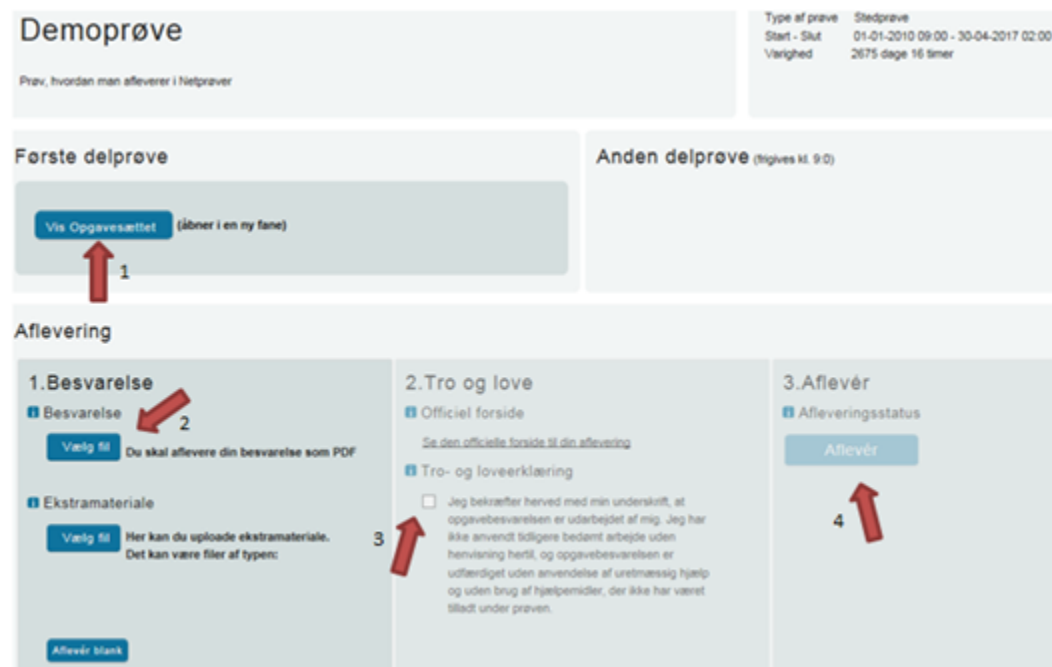 Demoprøve
Prøv, hvordan man afleverer i Netprøver
Type af prøve Stedprøve
Start - Slut 01-01-2010 09:00 - 30-04-2017 02:00
Varighed 2675 dage 16 timer
Første delprøve
Vis Opgavesættet (åbner i en ny fane)
1
Anden delprøve (frigives kl. 9:0)
Aflevering
1.Besvarelse
Besvarelse
2
Vælg fil Du skal aflevere din besvarelse som PDF
Ekstramateriale
Vælg fil Her kan du uploade ekstramateriale.
Det kan være filer af typen:
Aflevér blank
2.Tro og love
Officiel forside
Se den officielle forside til din aflevering
Tro- og loveerklæring
3
Jeg bekræfter herved med min underskrift, at
opgavebesvarelsen er udarbejdet af mig. Jeg har
ikke anvendt tidligere bedømt arbejde uden
henvisning hertil, og opgavebesvarelsen er
udfærdiget uden anvendelse af uretmæssig hjælp
og uden brug af hjælpemidler, der ikke har været
tilladt under prøven.
3.Aflevér
Afleveringsstatus
Aflevér
4